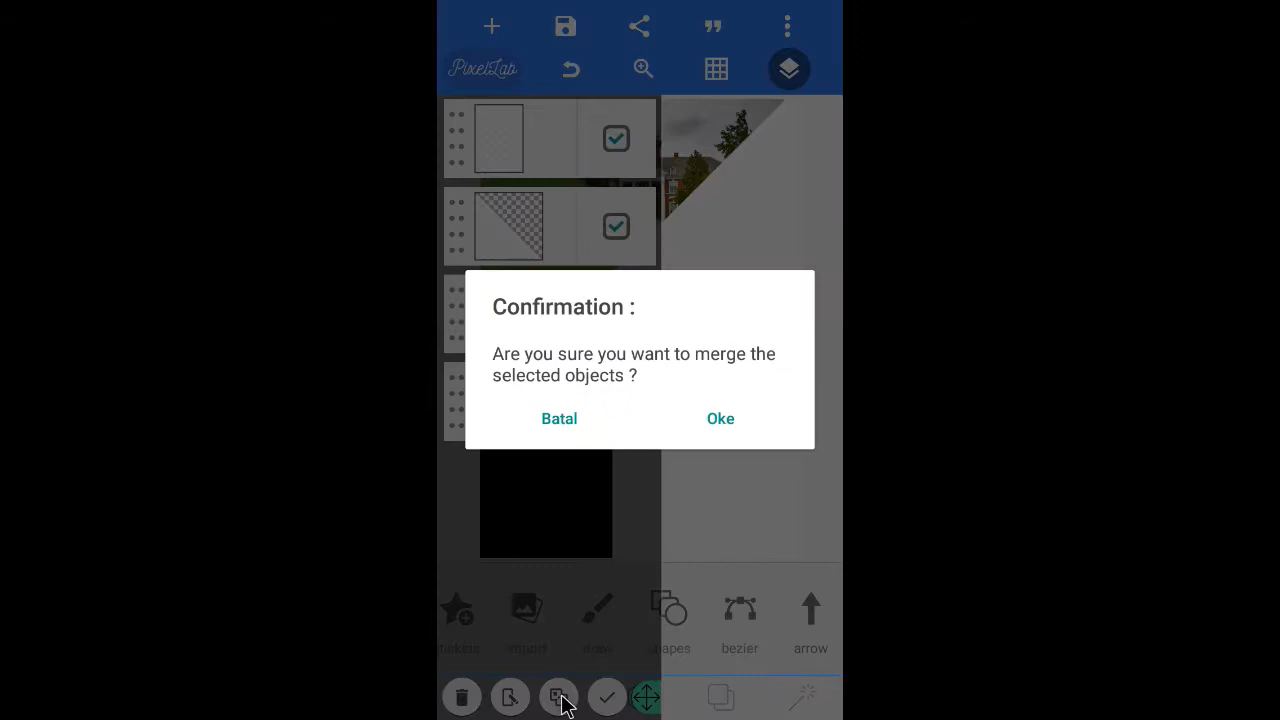 PixelLab
Confirmation :
Are you sure you want to merge the
selected objects ?
Batal
Oke
bezier
arrow